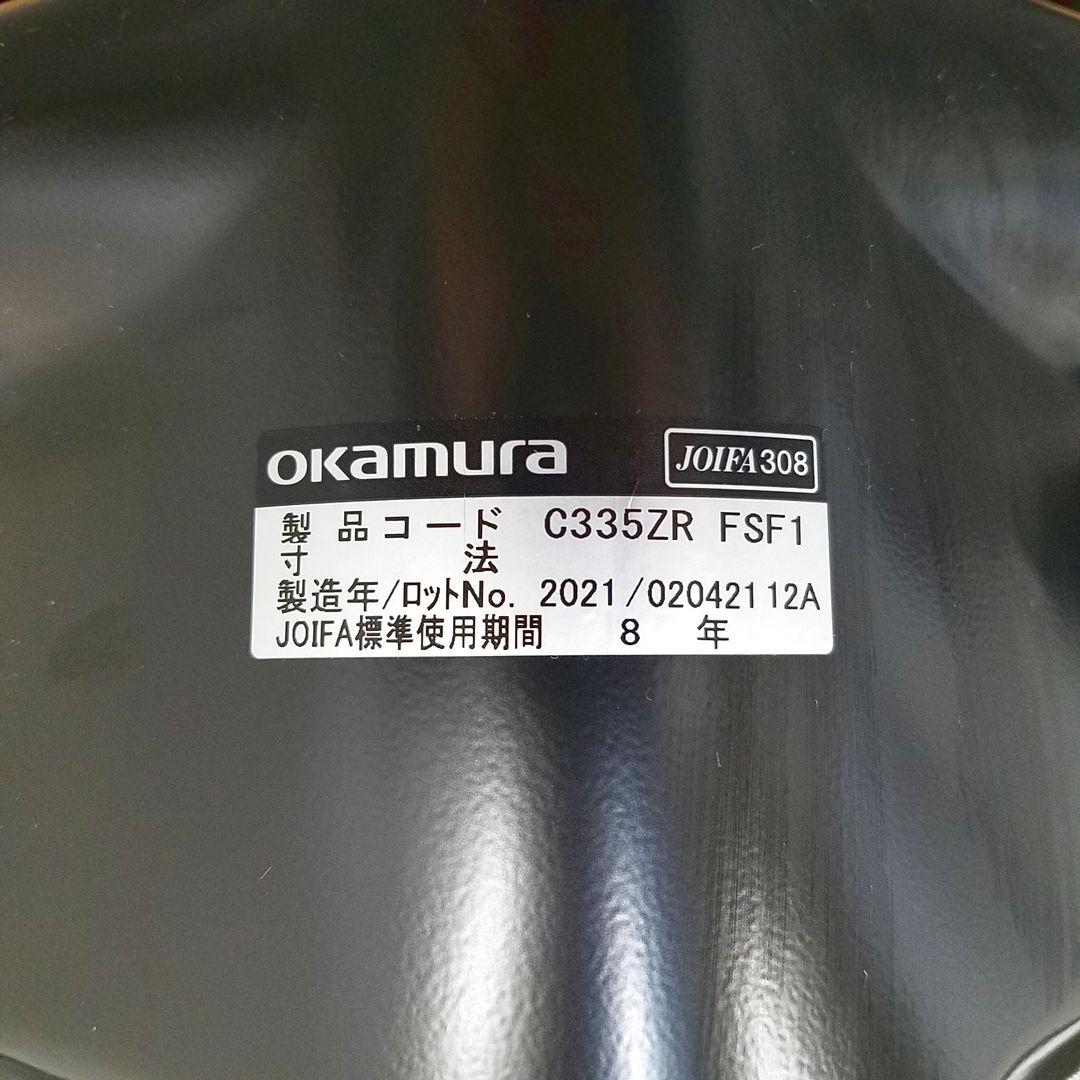 okamura
JOIFA308
製品コード C335ZR FSF1
寸法
製造年/ロットNo. 2021/02042112A
JOIFA標準使用期間 8 年